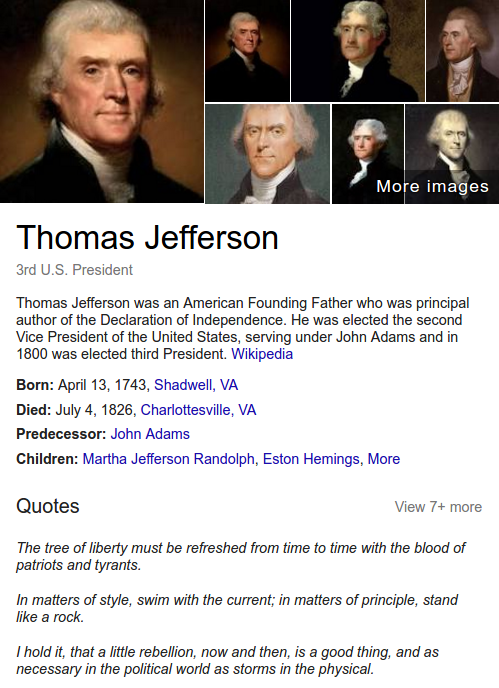 More images
Thomas Jefferson
3rd U.S. President
Thomas Jefferson was an American Founding Father who was principal
author of the Declaration of Independence. He was elected the second
Vice President of the United States, serving under John Adams and in
1800 was elected third President. Wikipedia
Born: April 13, 1743, Shadwell, VA
Died: July 4, 1826, Charlottesville, VA
Predecessor: John Adams
Children: Martha Jefferson Randolph, Eston Hemings, More
Quotes View 7+ more
The tree of liberty must be refreshed from time to time with the blood of
patriots and tyrants.
In matters of style, swim with the current; in matters of principle, stand
like a rock.
I hold it, that a little rebellion, now and then, is a good thing, and as
necessary in the political world as storms in the physical.